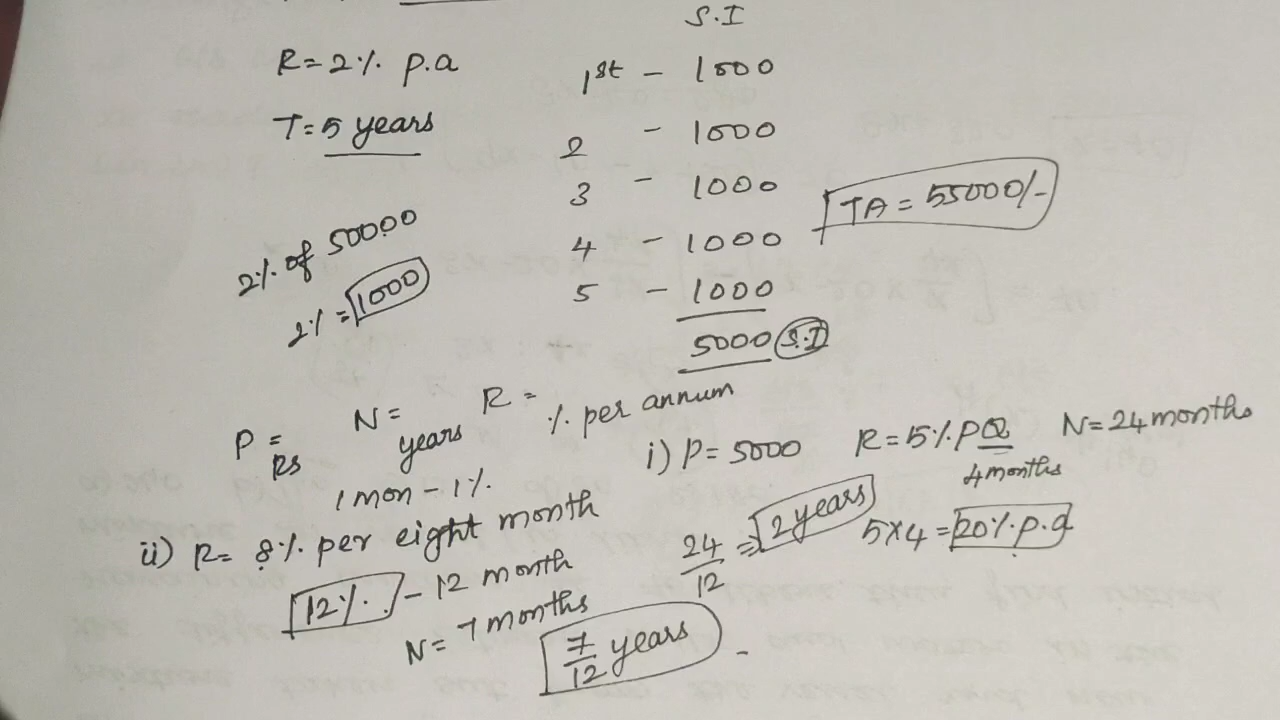 S.I
R = 2% p.a
1st - 1000
T = 5 years
2 - 1000
3 - 1000
TA = 55000/-
2% of 50000
4 - 1000
2% = 1000
5 - 1000
5000 S.I
P = Rs
N = years
R = % per annum
1 mon - 1%
i) P = 5000 R = 5% PQ N = 24 months
4 months
ii) R = 8% per eight month
24/12 = 2 years
5x4 = 20% p.a
12% - 12 month
N = 7 months
7/12 years